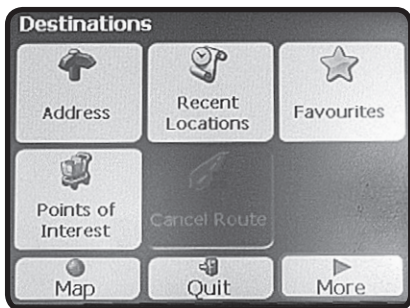 Destinations
Address
Recent
Locations
Favourites
Points of
Interest
Cancel Route
Map
Quit
More